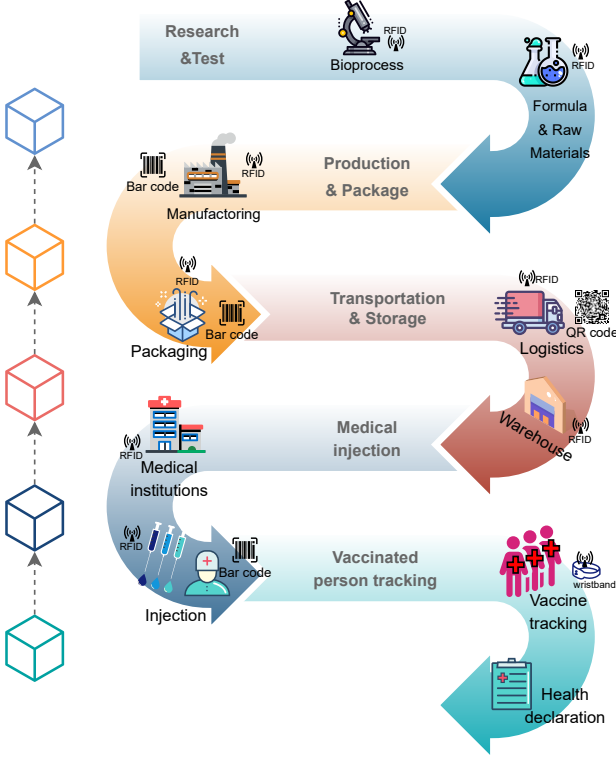 Research
&Test
RFID
Bioprocess
RFID
Formula
& Raw
Materials
Production
& Package
Bar code
RFID
Manufactoring
RFID
Bar code
Packaging
Transportation
& Storage
RFID
QR code
Logistics
Warehouse
RFID
Medical
injection
RFID
Medical
institutions
RFID
Bar code
Injection
Vaccinated
person tracking
wristband
Vaccine
tracking
Health
declaration